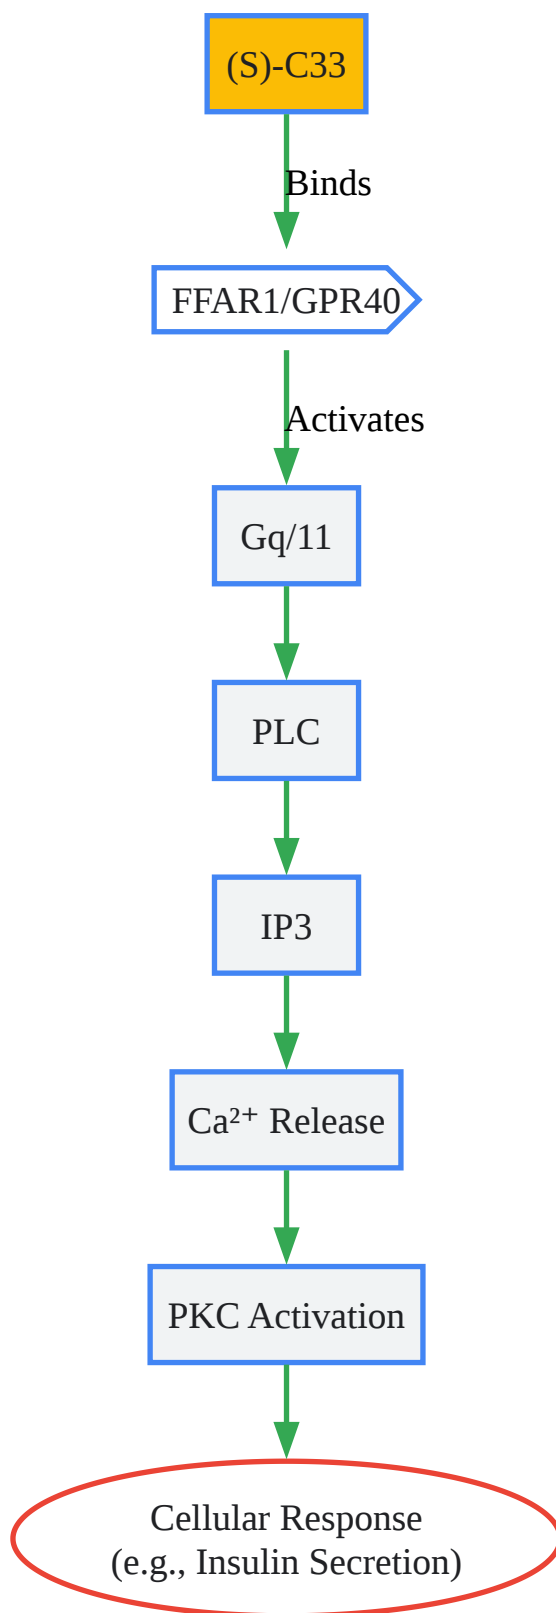 (S)-C33
Binds
FFAR1/GPR40
Activates
Gq/11
PLC
IP3
Ca²⁺ Release
PKC Activation
Cellular Response
(e.g., Insulin Secretion)